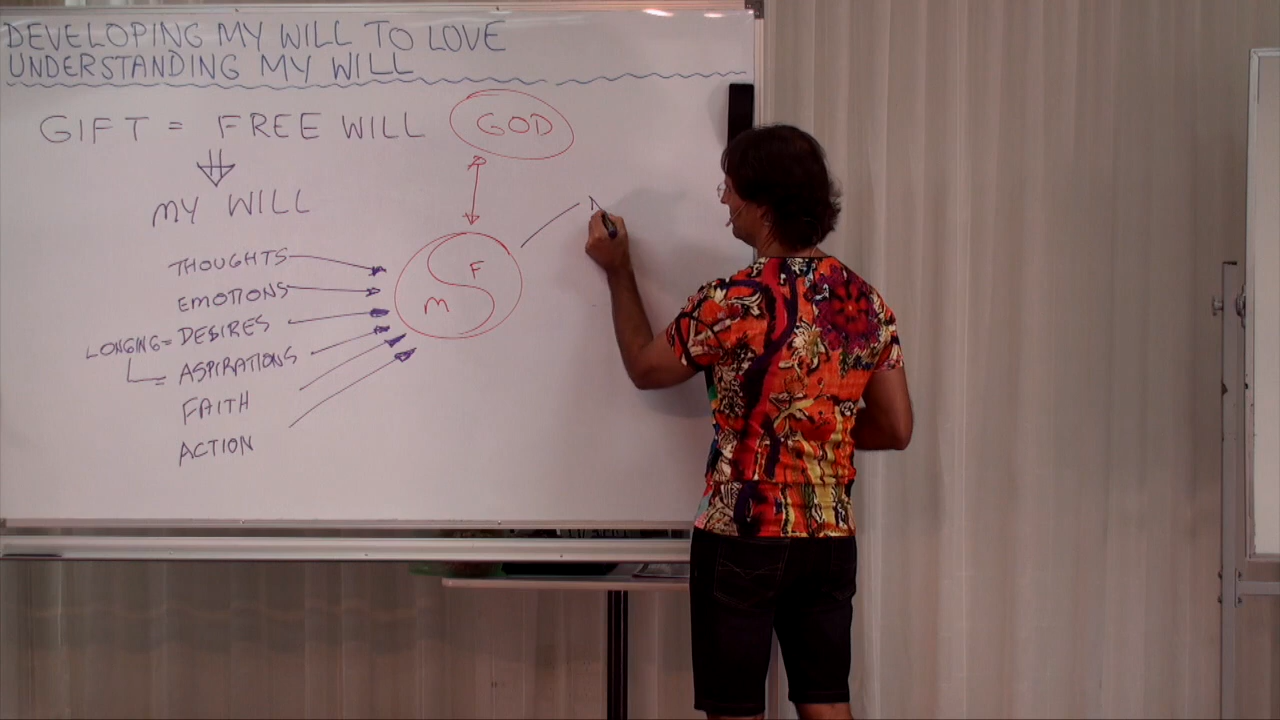 DEVELOPING MY WILL TO LOVE
UNDERSTANDING MY WILL
GIFT = FREE WILL
GOD
MY WILL
THOUGHTS
F
EMOTIONS
M
LONGING = DESIRES
= ASPIRATIONS
FAITH
ACTION